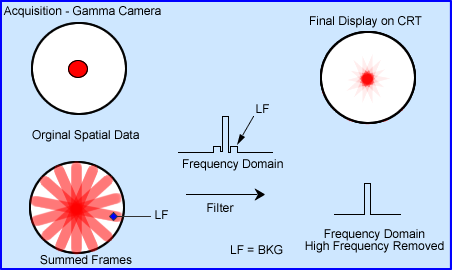 Acquisition - Gamma Camera
Final Display on CRT
Orginal Spatial Data
LF
Frequency Domain
LF
Filter
Summed Frames
LF = BKG
Frequency Domain
High Frequency Removed